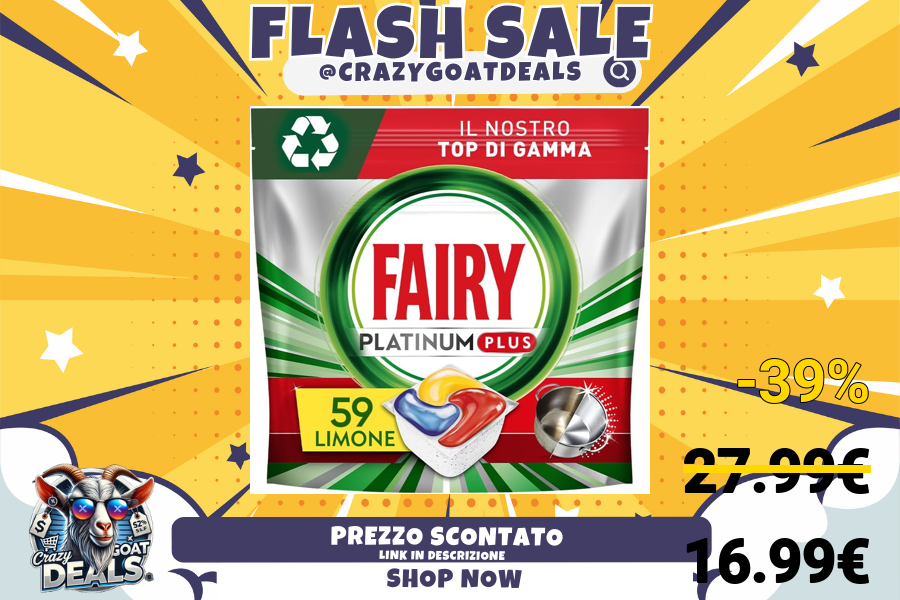 FLASH SALE
@CRAZYGOATDEALS
IL NOSTRO
TOP DI GAMMA
FAIRY
PLATINUM PLUS
59
LIMONE
-39%
27.99€
16.99€
PREZZO SCONTATO
LINK IN DESCRIZIONE
SHOP NOW
$
52%
Crazy
GOAT
DEALS